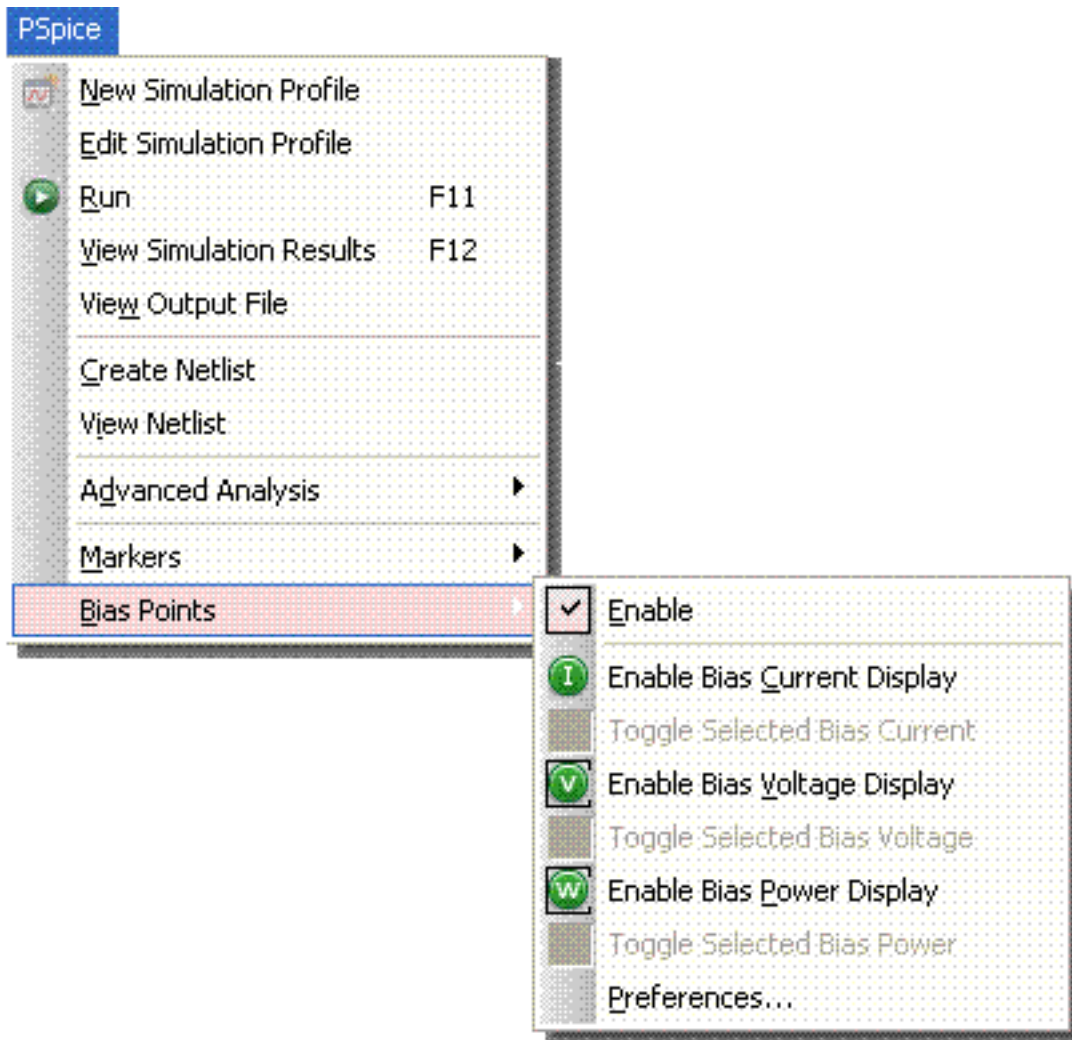 PSpice
New Simulation Profile
Edit Simulation Profile
Run F11
View Simulation Results F12
View Output File
Create Netlist
View Netlist
Advanced Analysis
Markers
Bias Points
Enable
I Enable Bias Current Display
Toggle Selected Bias Current
V Enable Bias Voltage Display
Toggle Selected Bias Voltage
W Enable Bias Power Display
Toggle Selected Bias Power
Preferences...